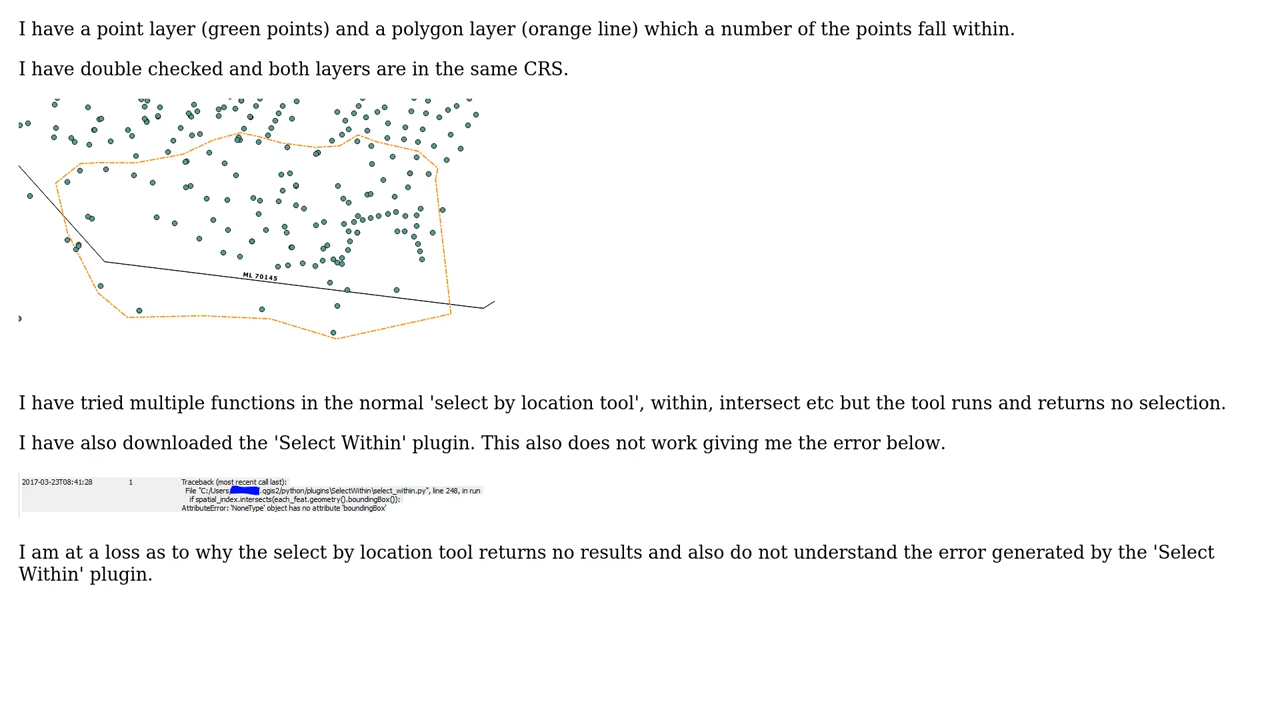 I have a point layer (green points) and a polygon layer (orange line) which a number of the points fall within.
I have double checked and both layers are in the same CRS.
ML 70145
I have tried multiple functions in the normal 'select by location tool', within, intersect etc but the tool runs and returns no selection.
I have also downloaded the 'Select Within' plugin. This also does not work giving me the error below.
2017-03-23T08:41:28 1 Traceback (most recent call last):
File "C:/Users/ .qgis2/python/plugins\SelectWithin\select_within.py", line 248, in run
if spatial_index.intersects(each_feat.geometry().boundingBox()):
AttributeError: 'NoneType' object has no attribute 'boundingBox'
I am at a loss as to why the select by location tool returns no results and also do not understand the error generated by the 'Select
Within' plugin.